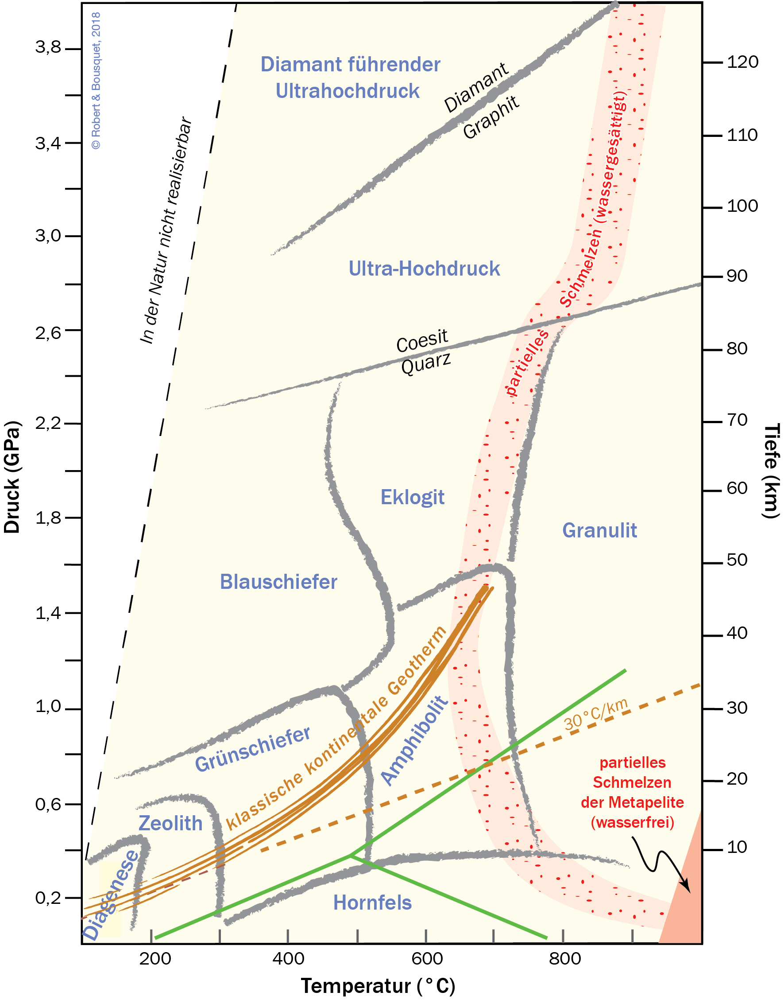 © Robert & Bousquet, 2018
Diamant führender
Ultrahochdruck
Diamant
Graphit
In der Natur nicht realisierbar
Ultra-Hochdruck
partielles Schmelzen (wassergesättigt)
Coesit
Quarz
Eklogit
Granulit
Blauschiefer
klassische kontinentale Geotherm
Amphibolit
30°C/km
Grünschiefer
Zeolith
Diagenese
Hornfels
partielles
Schmelzen
der Metapelite
(wasserfrei)
Druck (GPa)
3,8
3,4
3,0
2,6
2,2
1,8
1,4
1,0
0,6
0,2
Tiefe (km)
120
110
100
90
80
70
60
50
40
30
20
10
200
400
600
800
Temperatur (°C)